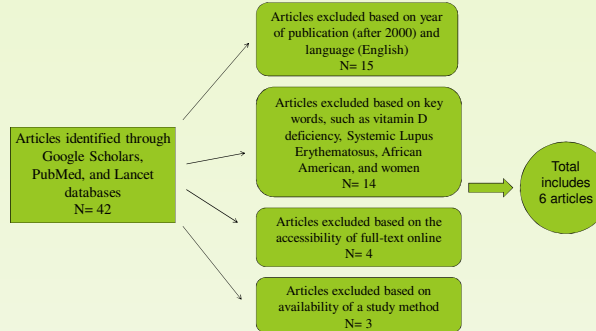 Articles identified through
Google Scholars,
PubMed, and Lancet
databases
N= 42
Articles excluded based on year
of publication (after 2000) and
language (English)
N= 15
Articles excluded based on key
words, such as vitamin D
deficiency, Systemic Lupus
Erythematosus, African
American, and women
N= 14
Articles excluded based on the
accessibility of full-text online
N= 4
Articles excluded based on
availability of a study method
N= 3
Total
includes
6 articles